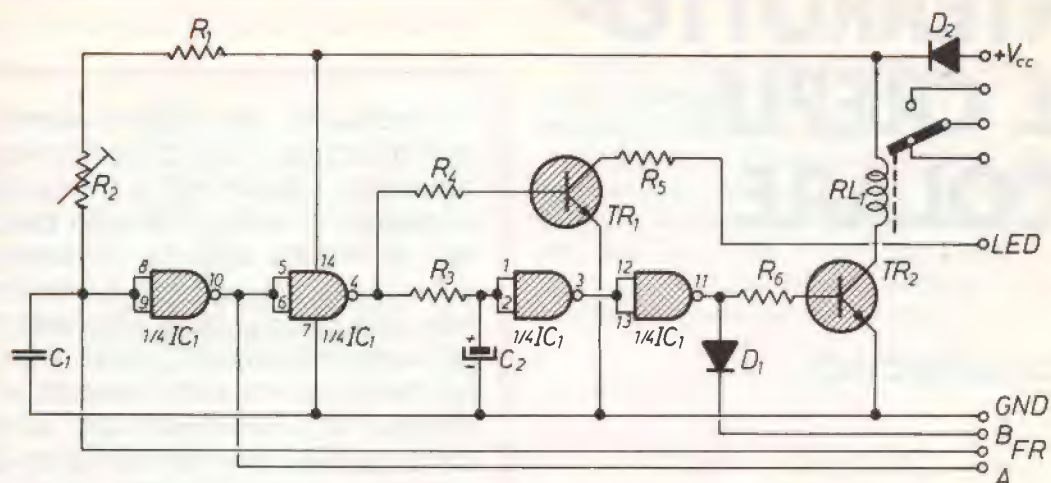 R1
D2
+Vcc
R2
R4
TR1
R5
RL1
LED
8
9
10
1/4 IC1
5
6
14
4
7
1/4 IC1
R3
1
2
3
1/4 IC1
12
13
11
1/4 IC1
R6
TR2
C1
+
-
C2
D1
GND
B
FR
A